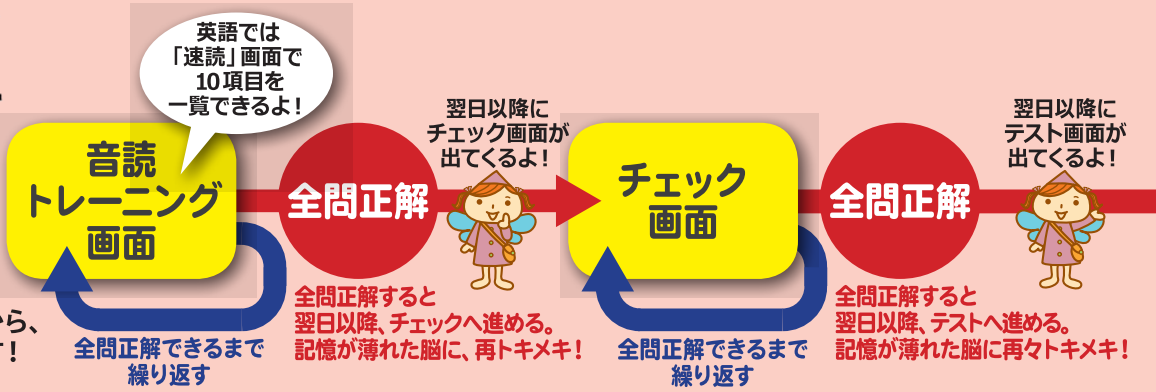 英語では
「速読」画面で
10項目を
一覧できるよ!
音読
トレーニング
画面
全問正解
翌日以降に
チェック画面が
出てくるよ!
チェック
画面
全問正解
翌日以降に
テスト画面が
出てくるよ!
から、
!
全問正解できるまで
繰り返す
全問正解すると
翌日以降、チェックへ進める。
記憶が薄れた脳に、再トキメキ!
全問正解できるまで
繰り返す
全問正解すると
翌日以降、テストへ進める。
記憶が薄れた脳に再々トキメキ!